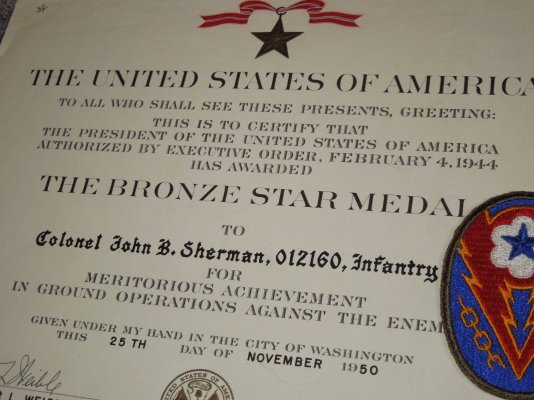 THE UNITED STATES OF AMERICA
TO ALL WHO SHALL SEE THESE PRESENTS, GREETING:
THIS IS TO CERTIFY THAT
THE PRESIDENT OF THE UNITED STATES OF AMERICA
AUTHORIZED BY EXECUTIVE ORDER, FEBRUARY 4, 1944
HAS AWARDED
THE BRONZE STAR MEDAL
TO
Colonel John B. Sherman, 012160, Infantry
FOR
MERITORIOUS ACHIEVEMENT
IN GROUND OPERATIONS AGAINST THE ENEM
GIVEN UNDER MY HAND IN THE CITY OF WASHINGTON
THIS 25TH DAY OF NOVEMBER 1950